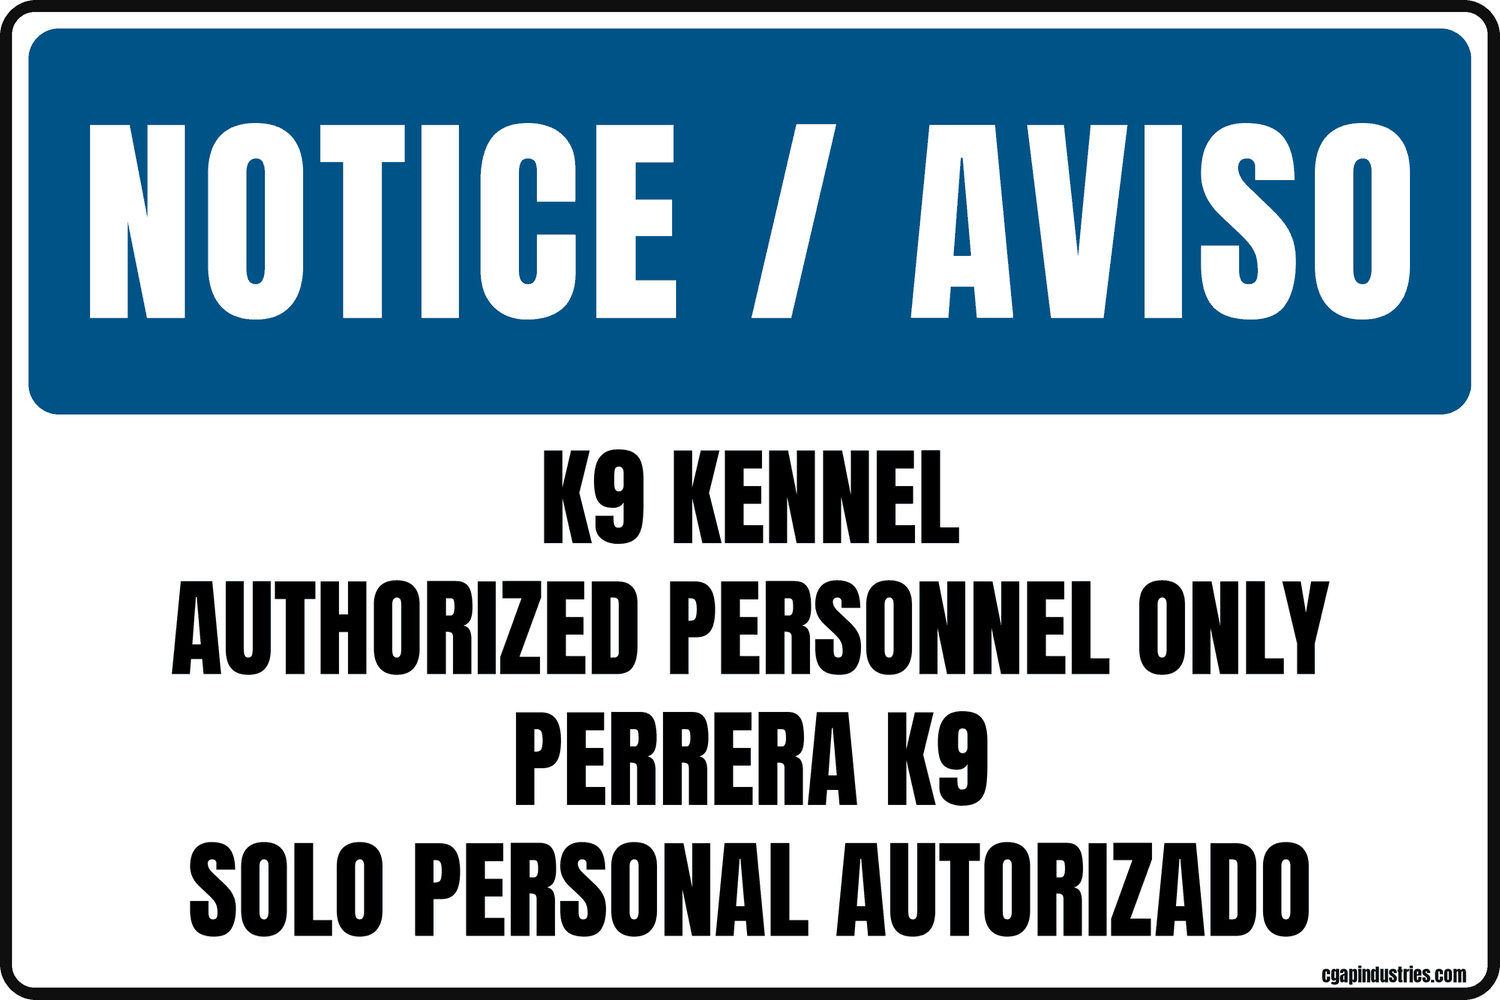 NOTICE / AVISO
K9 KENNEL
AUTHORIZED PERSONNEL ONLY
PERRERA K9
SOLO PERSONAL AUTORIZADO
cgapindustries.com